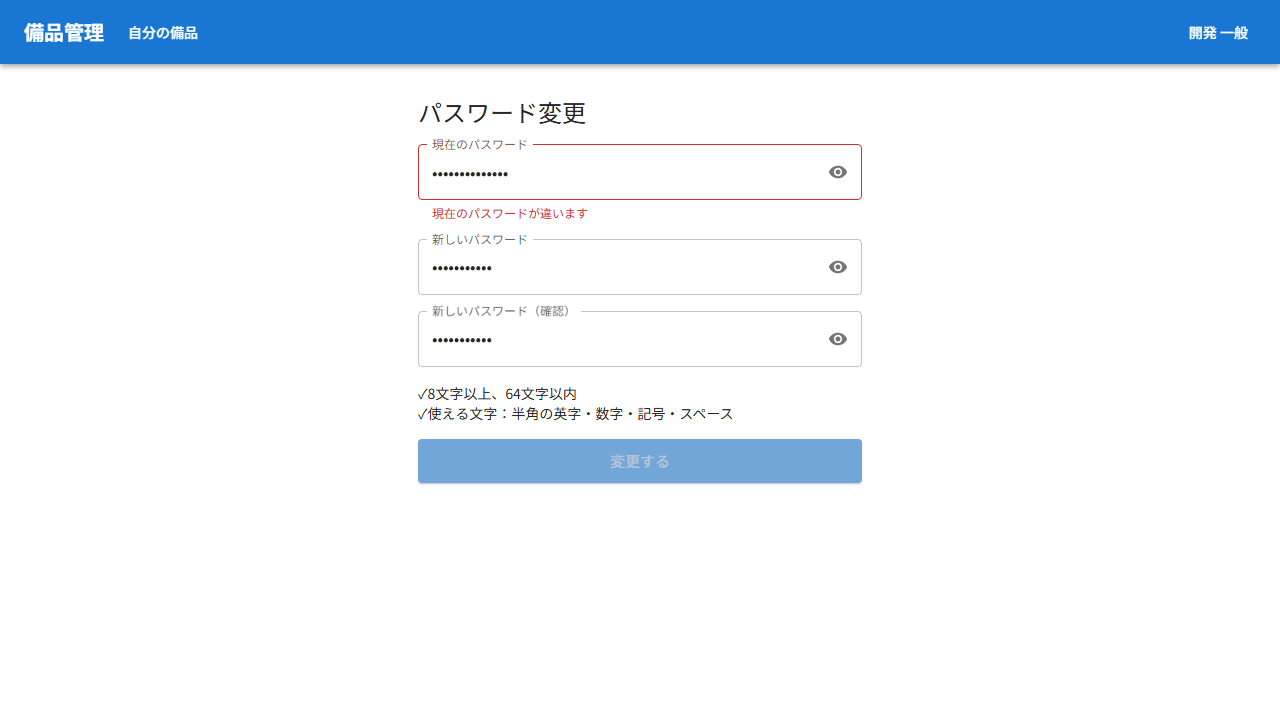 備品管理 自分の備品 開発 一般
パスワード変更
現在のパスワード
••••••••••••••
現在のパスワードが違います
新しいパスワード
•••••••••••
新しいパスワード（確認）
•••••••••••
✓8文字以上、64文字以内
✓使える文字：半角の英字・数字・記号・スペース
変更する